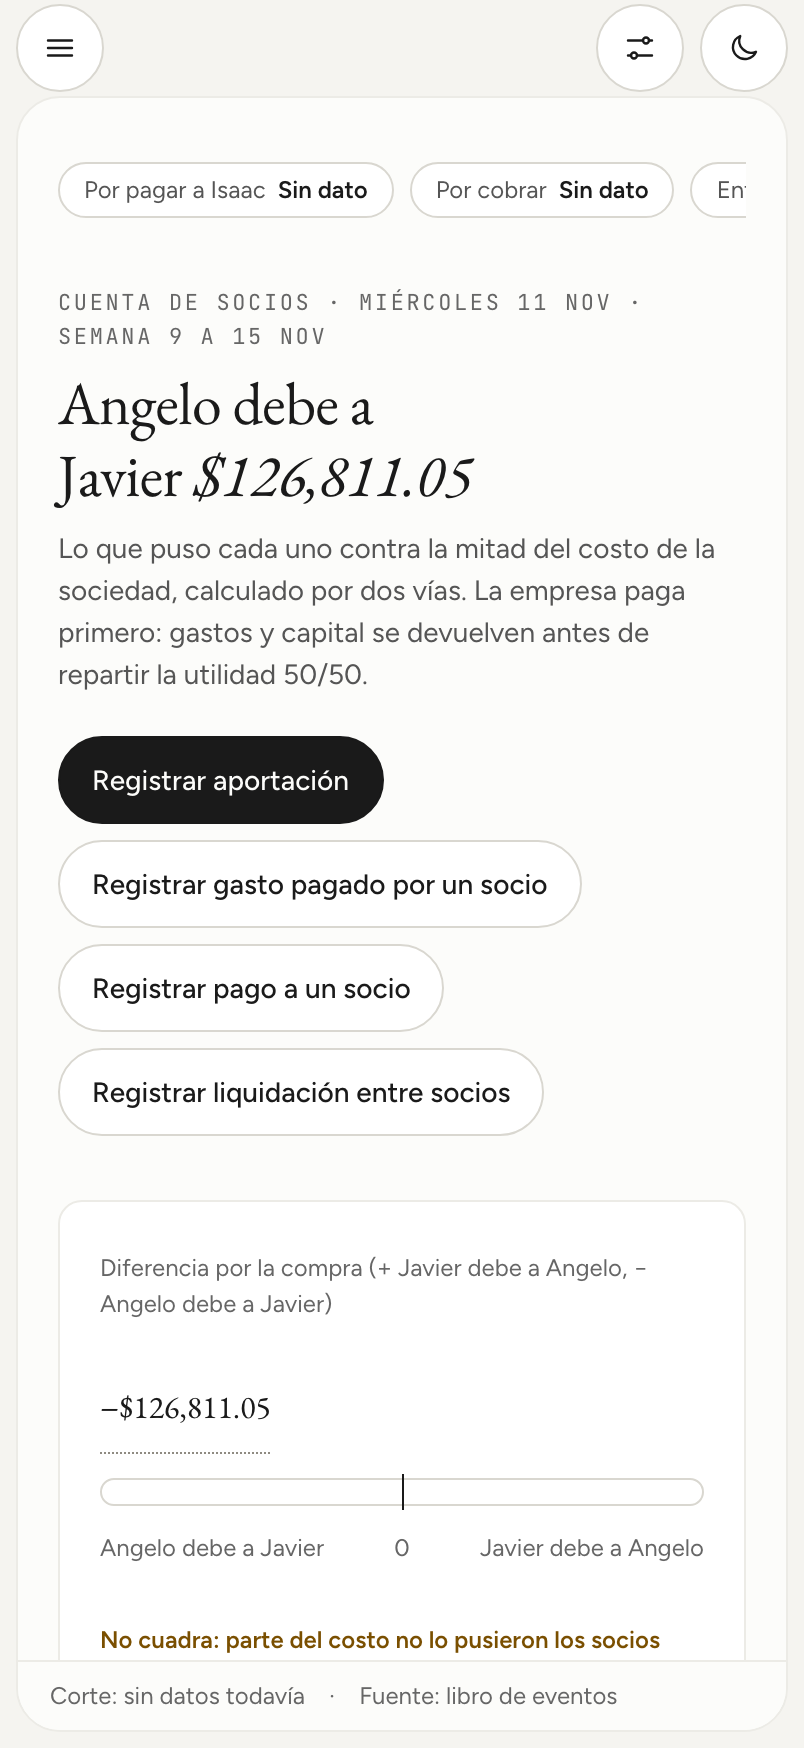 Por pagar a Isaac Sin dato
Por cobrar Sin dato
CUENTA DE SOCIOS · MIÉRCOLES 11 NOV ·
SEMANA 9 A 15 NOV
Angelo debe a
Javier $126,811.05
Lo que puso cada uno contra la mitad del costo de la
sociedad, calculado por dos vías. La empresa paga
primero: gastos y capital se devuelven antes de
repartir la utilidad 50/50.
Registrar aportación
Registrar gasto pagado por un socio
Registrar pago a un socio
Registrar liquidación entre socios
Diferencia por la compra (+ Javier debe a Angelo, −
Angelo debe a Javier)
−$126,811.05
Angelo debe a Javier 0 Javier debe a Angelo
No cuadra: parte del costo no lo pusieron los socios
Corte: sin datos todavía · Fuente: libro de eventos